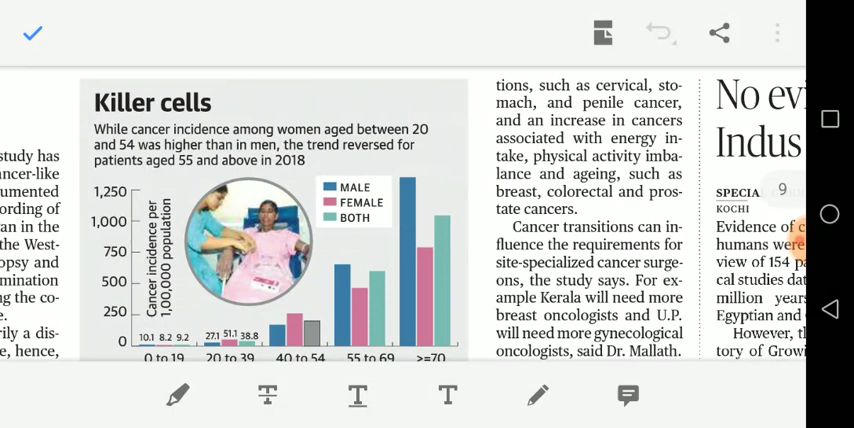 study has
ancer-like
umented
ording of
an in the
the West-
opsy and
mination
ng the co-
e.
rily a dis-
e, hence,
Killer cells
While cancer incidence among women aged between 20
and 54 was higher than in men, the trend reversed for
patients aged 55 and above in 2018
Cancer incidence per
1,00,000 population
1,250
1,000
750
500
250
0
MALE
FEMALE
BOTH
10.1 8.2 9.2
27.1 51.1 38.8
0 to 19 20 to 39 40 to 54 55 to 69 >=70
tions, such as cervical, sto-
mach, and penile cancer,
and an increase in cancers
associated with energy in-
take, physical activity imba-
lance and ageing, such as
breast, colorectal and pros-
tate cancers.
Cancer transitions can in-
fluence the requirements for
site-specialized cancer surge-
ons, the study says. For ex-
ample Kerala will need more
breast oncologists and U.P.
will need more gynecological
oncologists, said Dr. Mallath.
No evi
Indus
SPECIA
KOCHI
9
Evidence of c
humans were
view of 154 pa
cal studies dat
million years
Egyptian and
However, t
tory of Growi
T
T
T